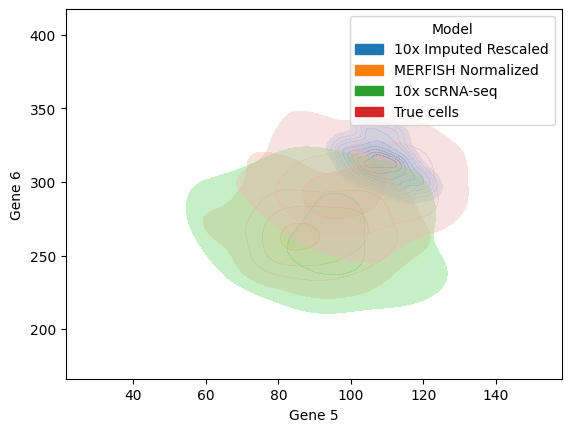 Model
10x Imputed Rescaled
MERFISH Normalized
10x scRNA-seq
True cells
400
350
300
250
200
Gene 6
40 60 80 100 120 140
Gene 5